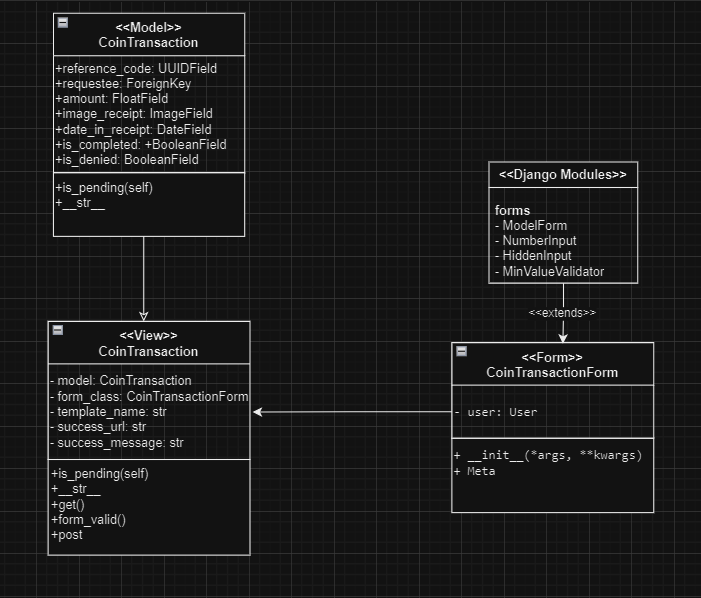 <<Model>>
CoinTransaction
+reference_code: UUIDField
+requestee: ForeignKey
+amount: FloatField
+image_receipt: ImageField
+date_in_receipt: DateField
+is_completed: +BooleanField
+is_denied: BooleanField
+is_pending(self)
+__str__
<<Django Modules>>
forms
- ModelForm
- NumberInput
- HiddenInput
- MinValueValidator
<<extends>>
<<View>>
CoinTransaction
- model: CoinTransaction
- form_class: CoinTransactionForm
- template_name: str
- success_url: str
- success_message: str
+is_pending(self)
+__str__
+get()
+form_valid()
+post
<<Form>>
CoinTransactionForm
- user: User
+ __init__(*args, **kwargs)
+ Meta